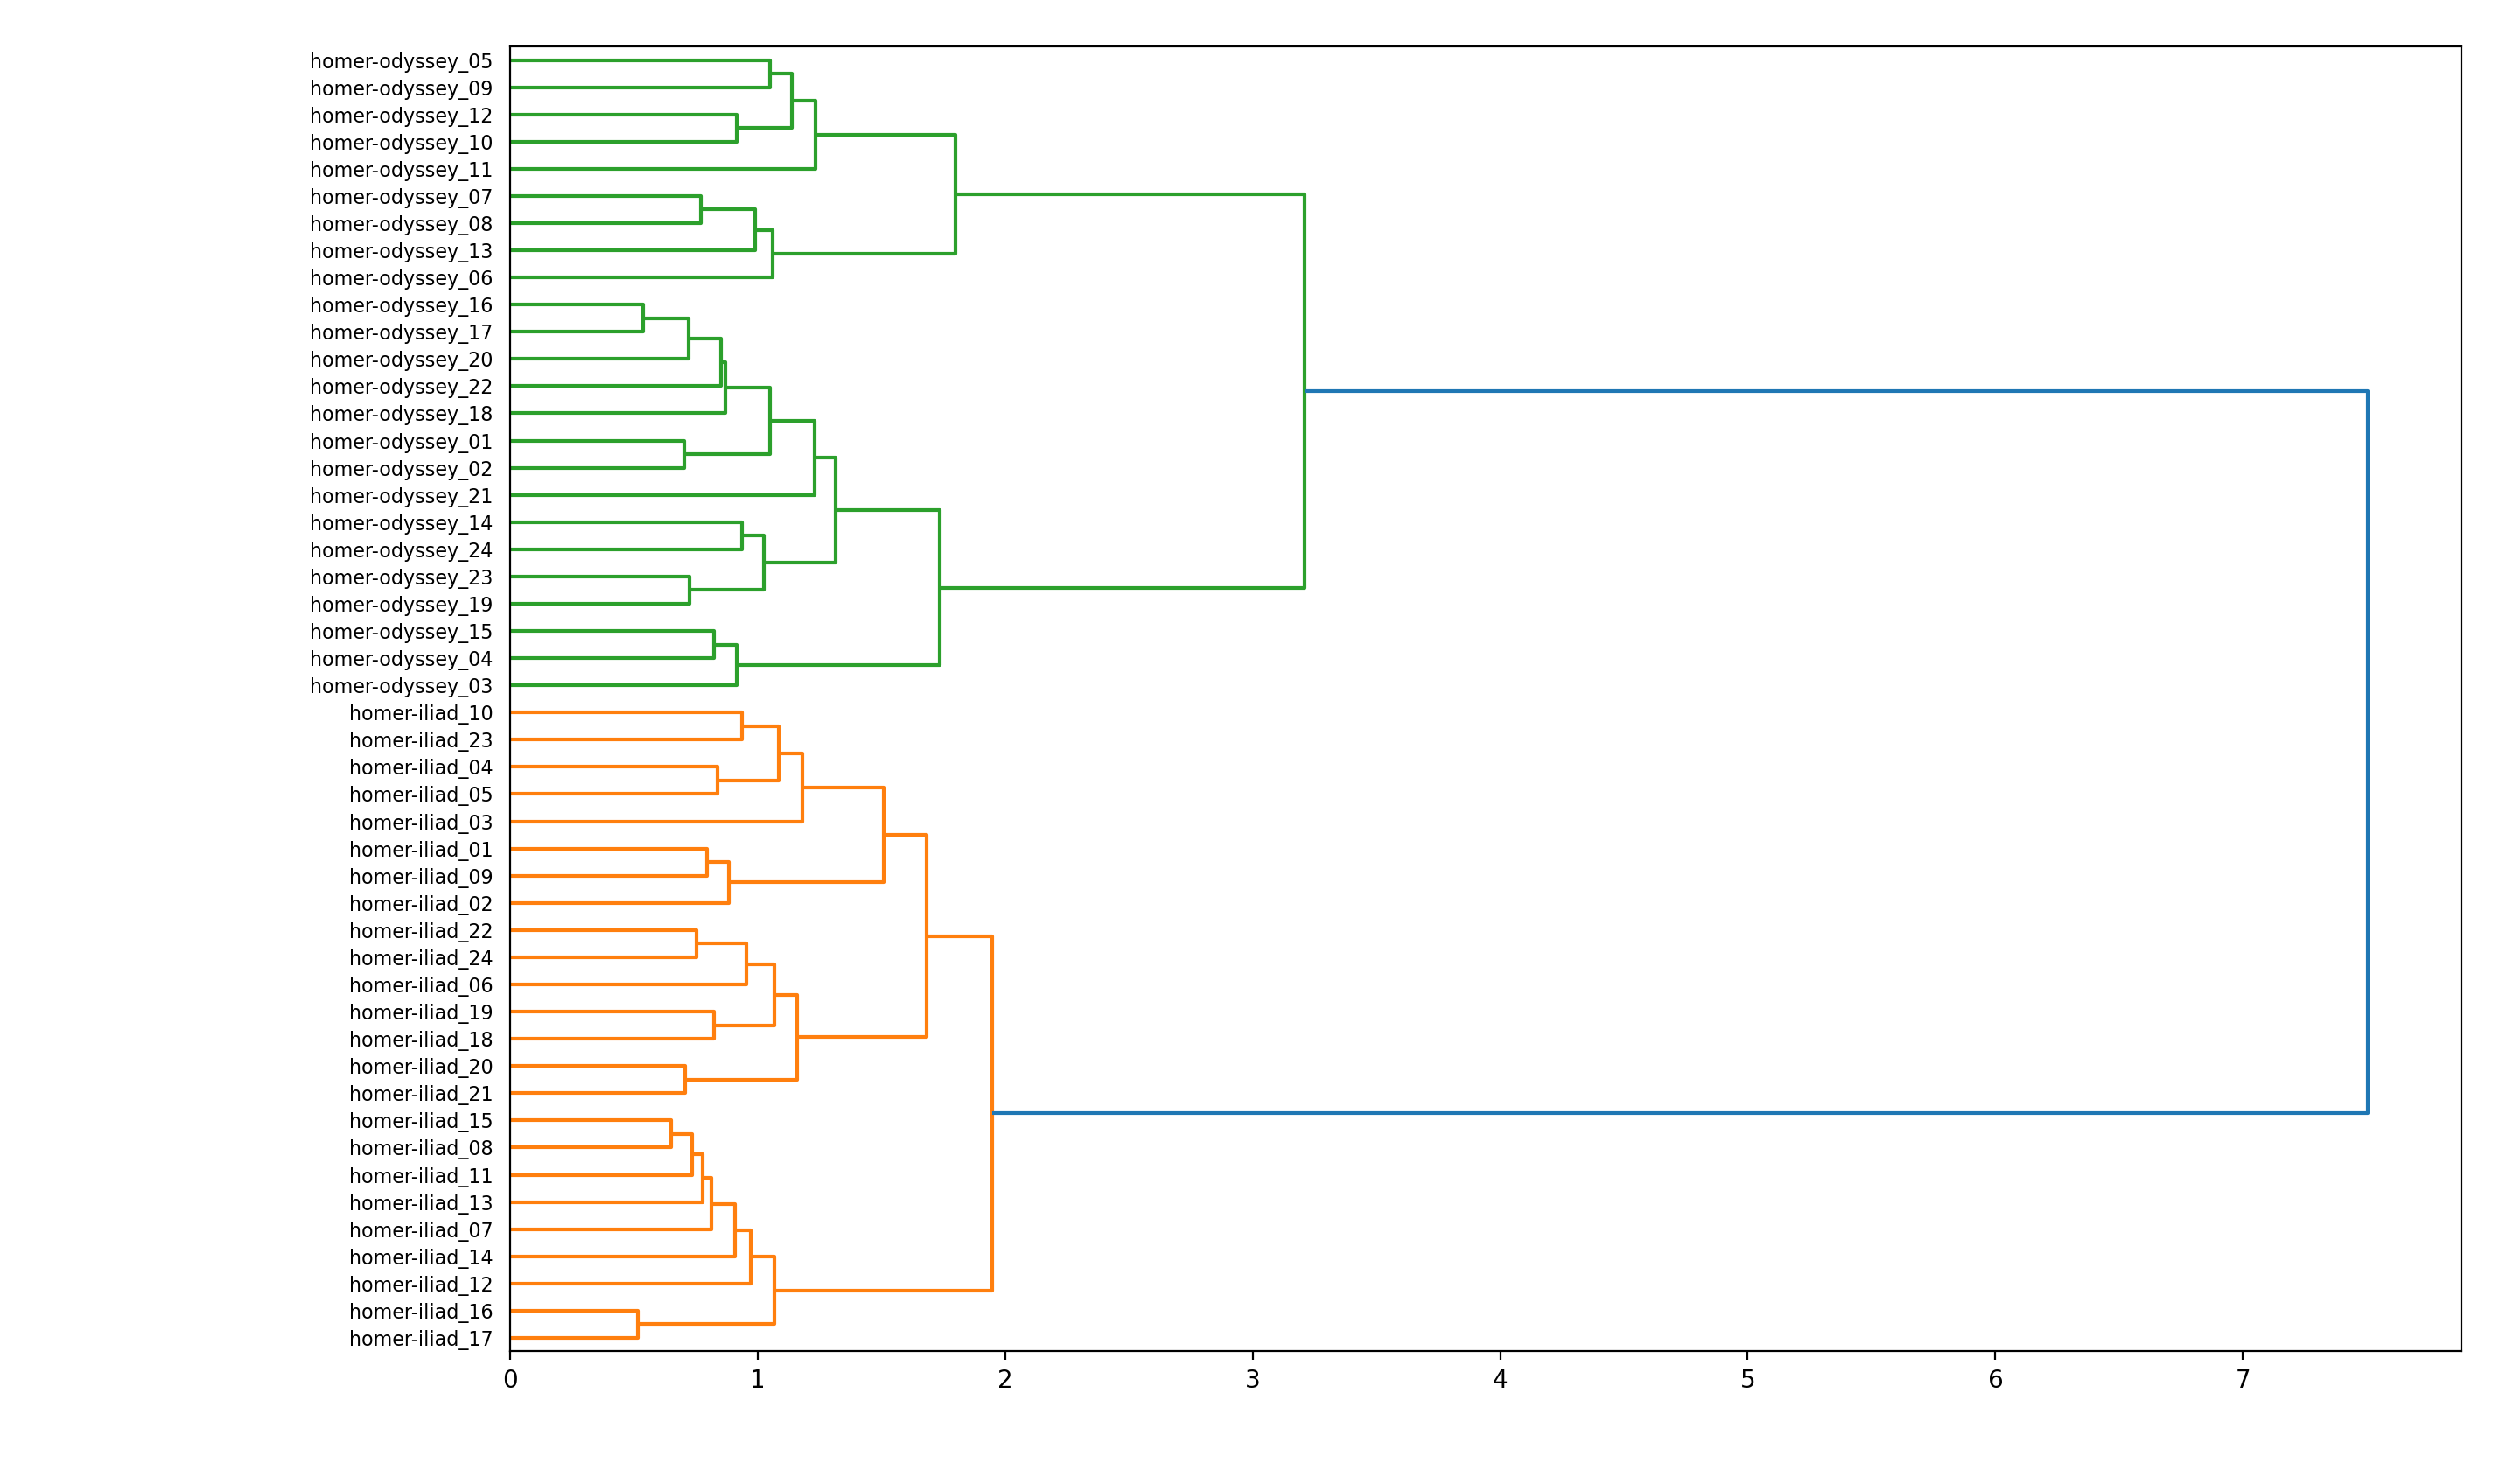 homer-odyssey_05
homer-odyssey_09
homer-odyssey_12
homer-odyssey_10
homer-odyssey_11
homer-odyssey_07
homer-odyssey_08
homer-odyssey_13
homer-odyssey_06
homer-odyssey_16
homer-odyssey_17
homer-odyssey_20
homer-odyssey_22
homer-odyssey_18
homer-odyssey_01
homer-odyssey_02
homer-odyssey_21
homer-odyssey_14
homer-odyssey_24
homer-odyssey_23
homer-odyssey_19
homer-odyssey_15
homer-odyssey_04
homer-odyssey_03
homer-iliad_10
homer-iliad_23
homer-iliad_04
homer-iliad_05
homer-iliad_03
homer-iliad_01
homer-iliad_09
homer-iliad_02
homer-iliad_22
homer-iliad_24
homer-iliad_06
homer-iliad_19
homer-iliad_18
homer-iliad_20
homer-iliad_21
homer-iliad_15
homer-iliad_08
homer-iliad_11
homer-iliad_13
homer-iliad_07
homer-iliad_14
homer-iliad_12
homer-iliad_16
homer-iliad_17
0 1 2 3 4 5 6 7